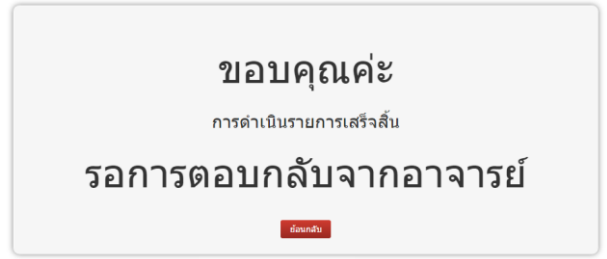 ขอบคุณค่ะ
การดำเนินรายการเสร็จสิ้น
รอการตอบกลับจากอาจารย์
ย้อนกลับ